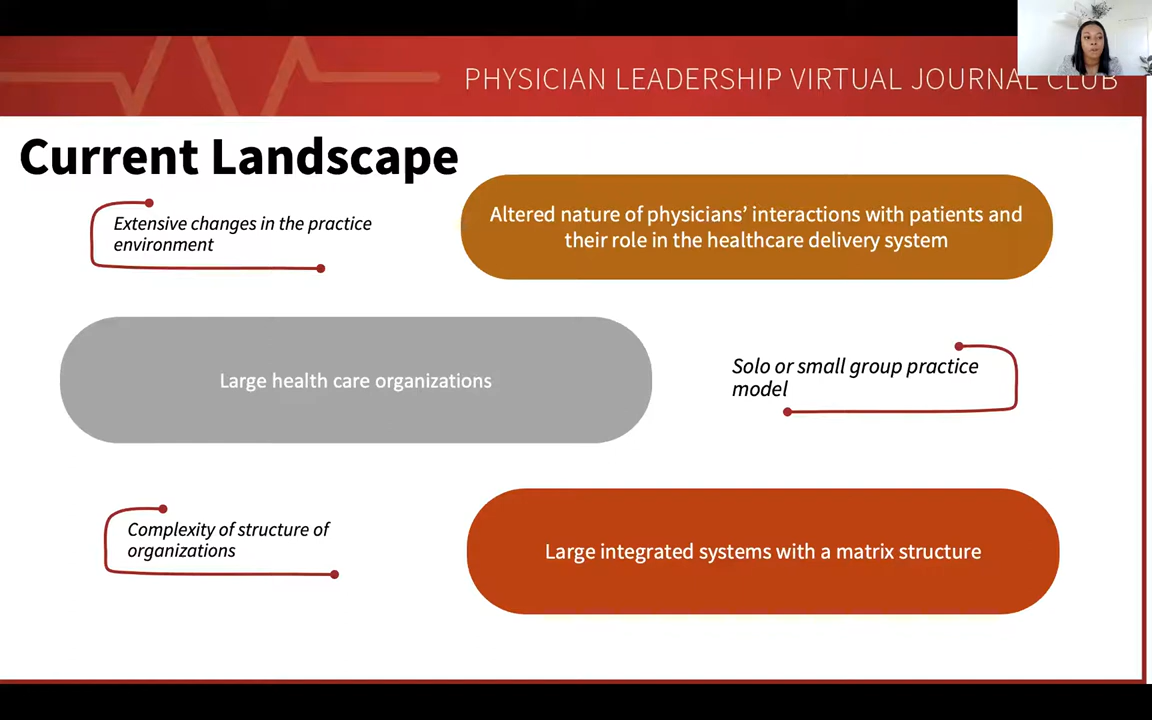 PHYSICIAN LEADERSHIP VIRTUAL JOURNAL CLUB
Current Landscape
Extensive changes in the practice
environment
Altered nature of physicians’ interactions with patients and
their role in the healthcare delivery system
Large health care organizations
Solo or small group practice
model
Complexity of structure of
organizations
Large integrated systems with a matrix structure